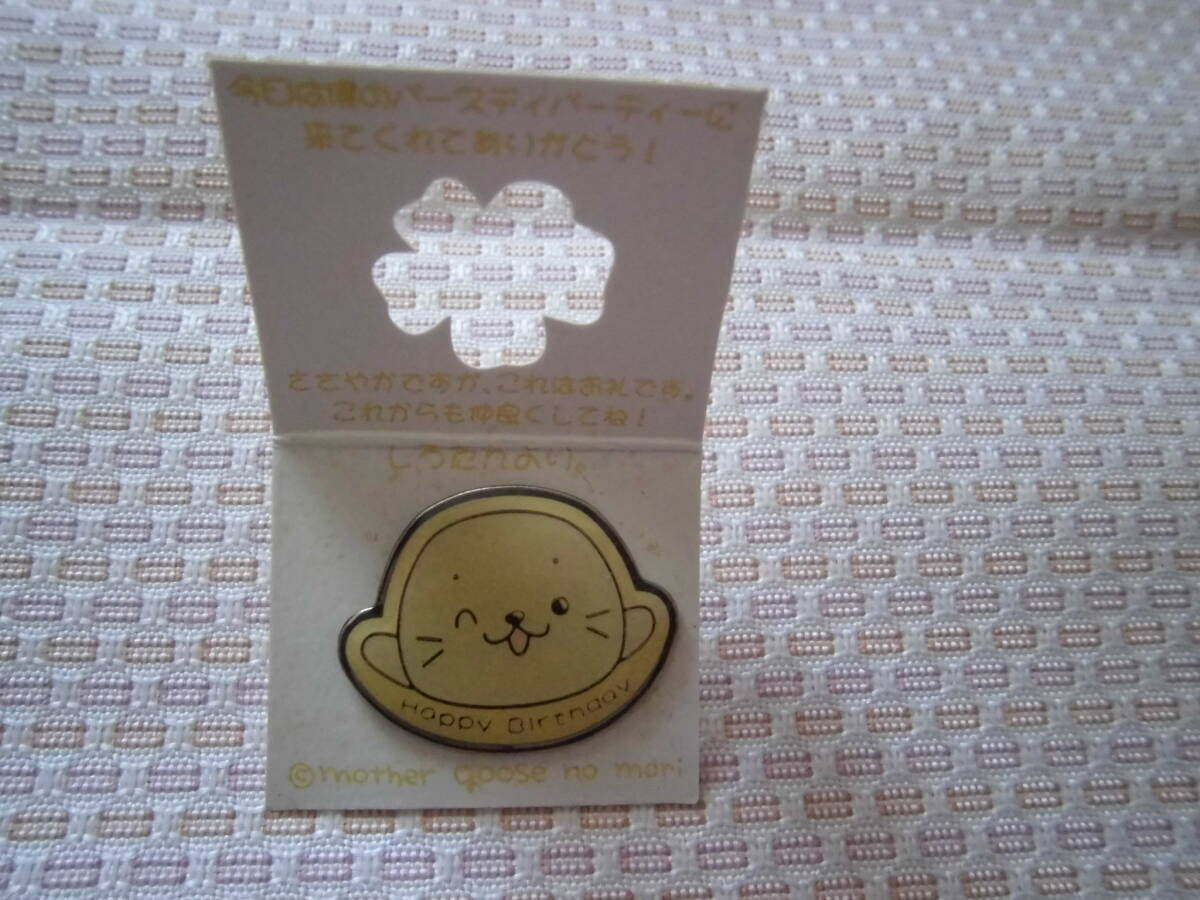 今日は僕のバースディパーティーに
来てくれてありがとう！
ささやかですが、これはお礼です。
これからも仲良くしてね！
しろたんより。
Happy Birthday
©mother goose no mori